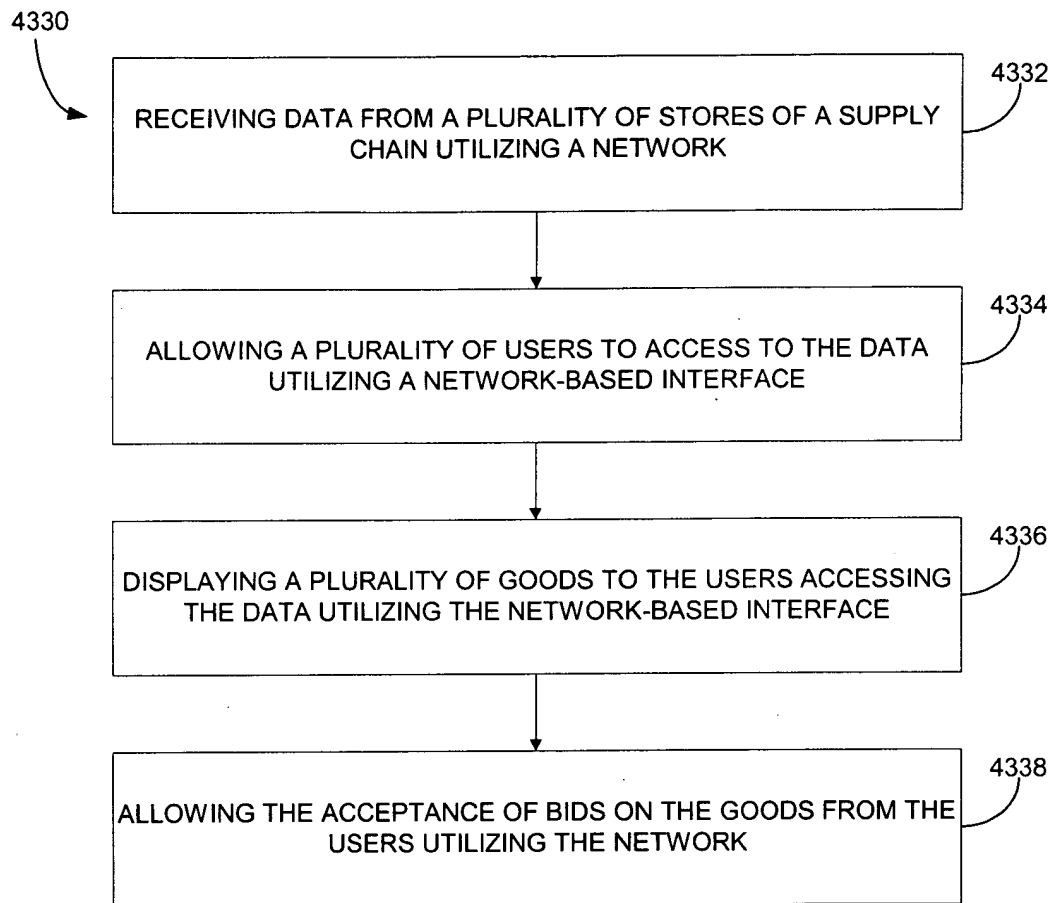 4330
4332
RECEIVING DATA FROM A PLURALITY OF STORES OF A SUPPLY
CHAIN UTILIZING A NETWORK
4334
ALLOWING A PLURALITY OF USERS TO ACCESS TO THE DATA
UTILIZING A NETWORK-BASED INTERFACE
4336
DISPLAYING A PLURALITY OF GOODS TO THE USERS ACCESSING
THE DATA UTILIZING THE NETWORK-BASED INTERFACE
4338
ALLOWING THE ACCEPTANCE OF BIDS ON THE GOODS FROM THE
USERS UTILIZING THE NETWORK